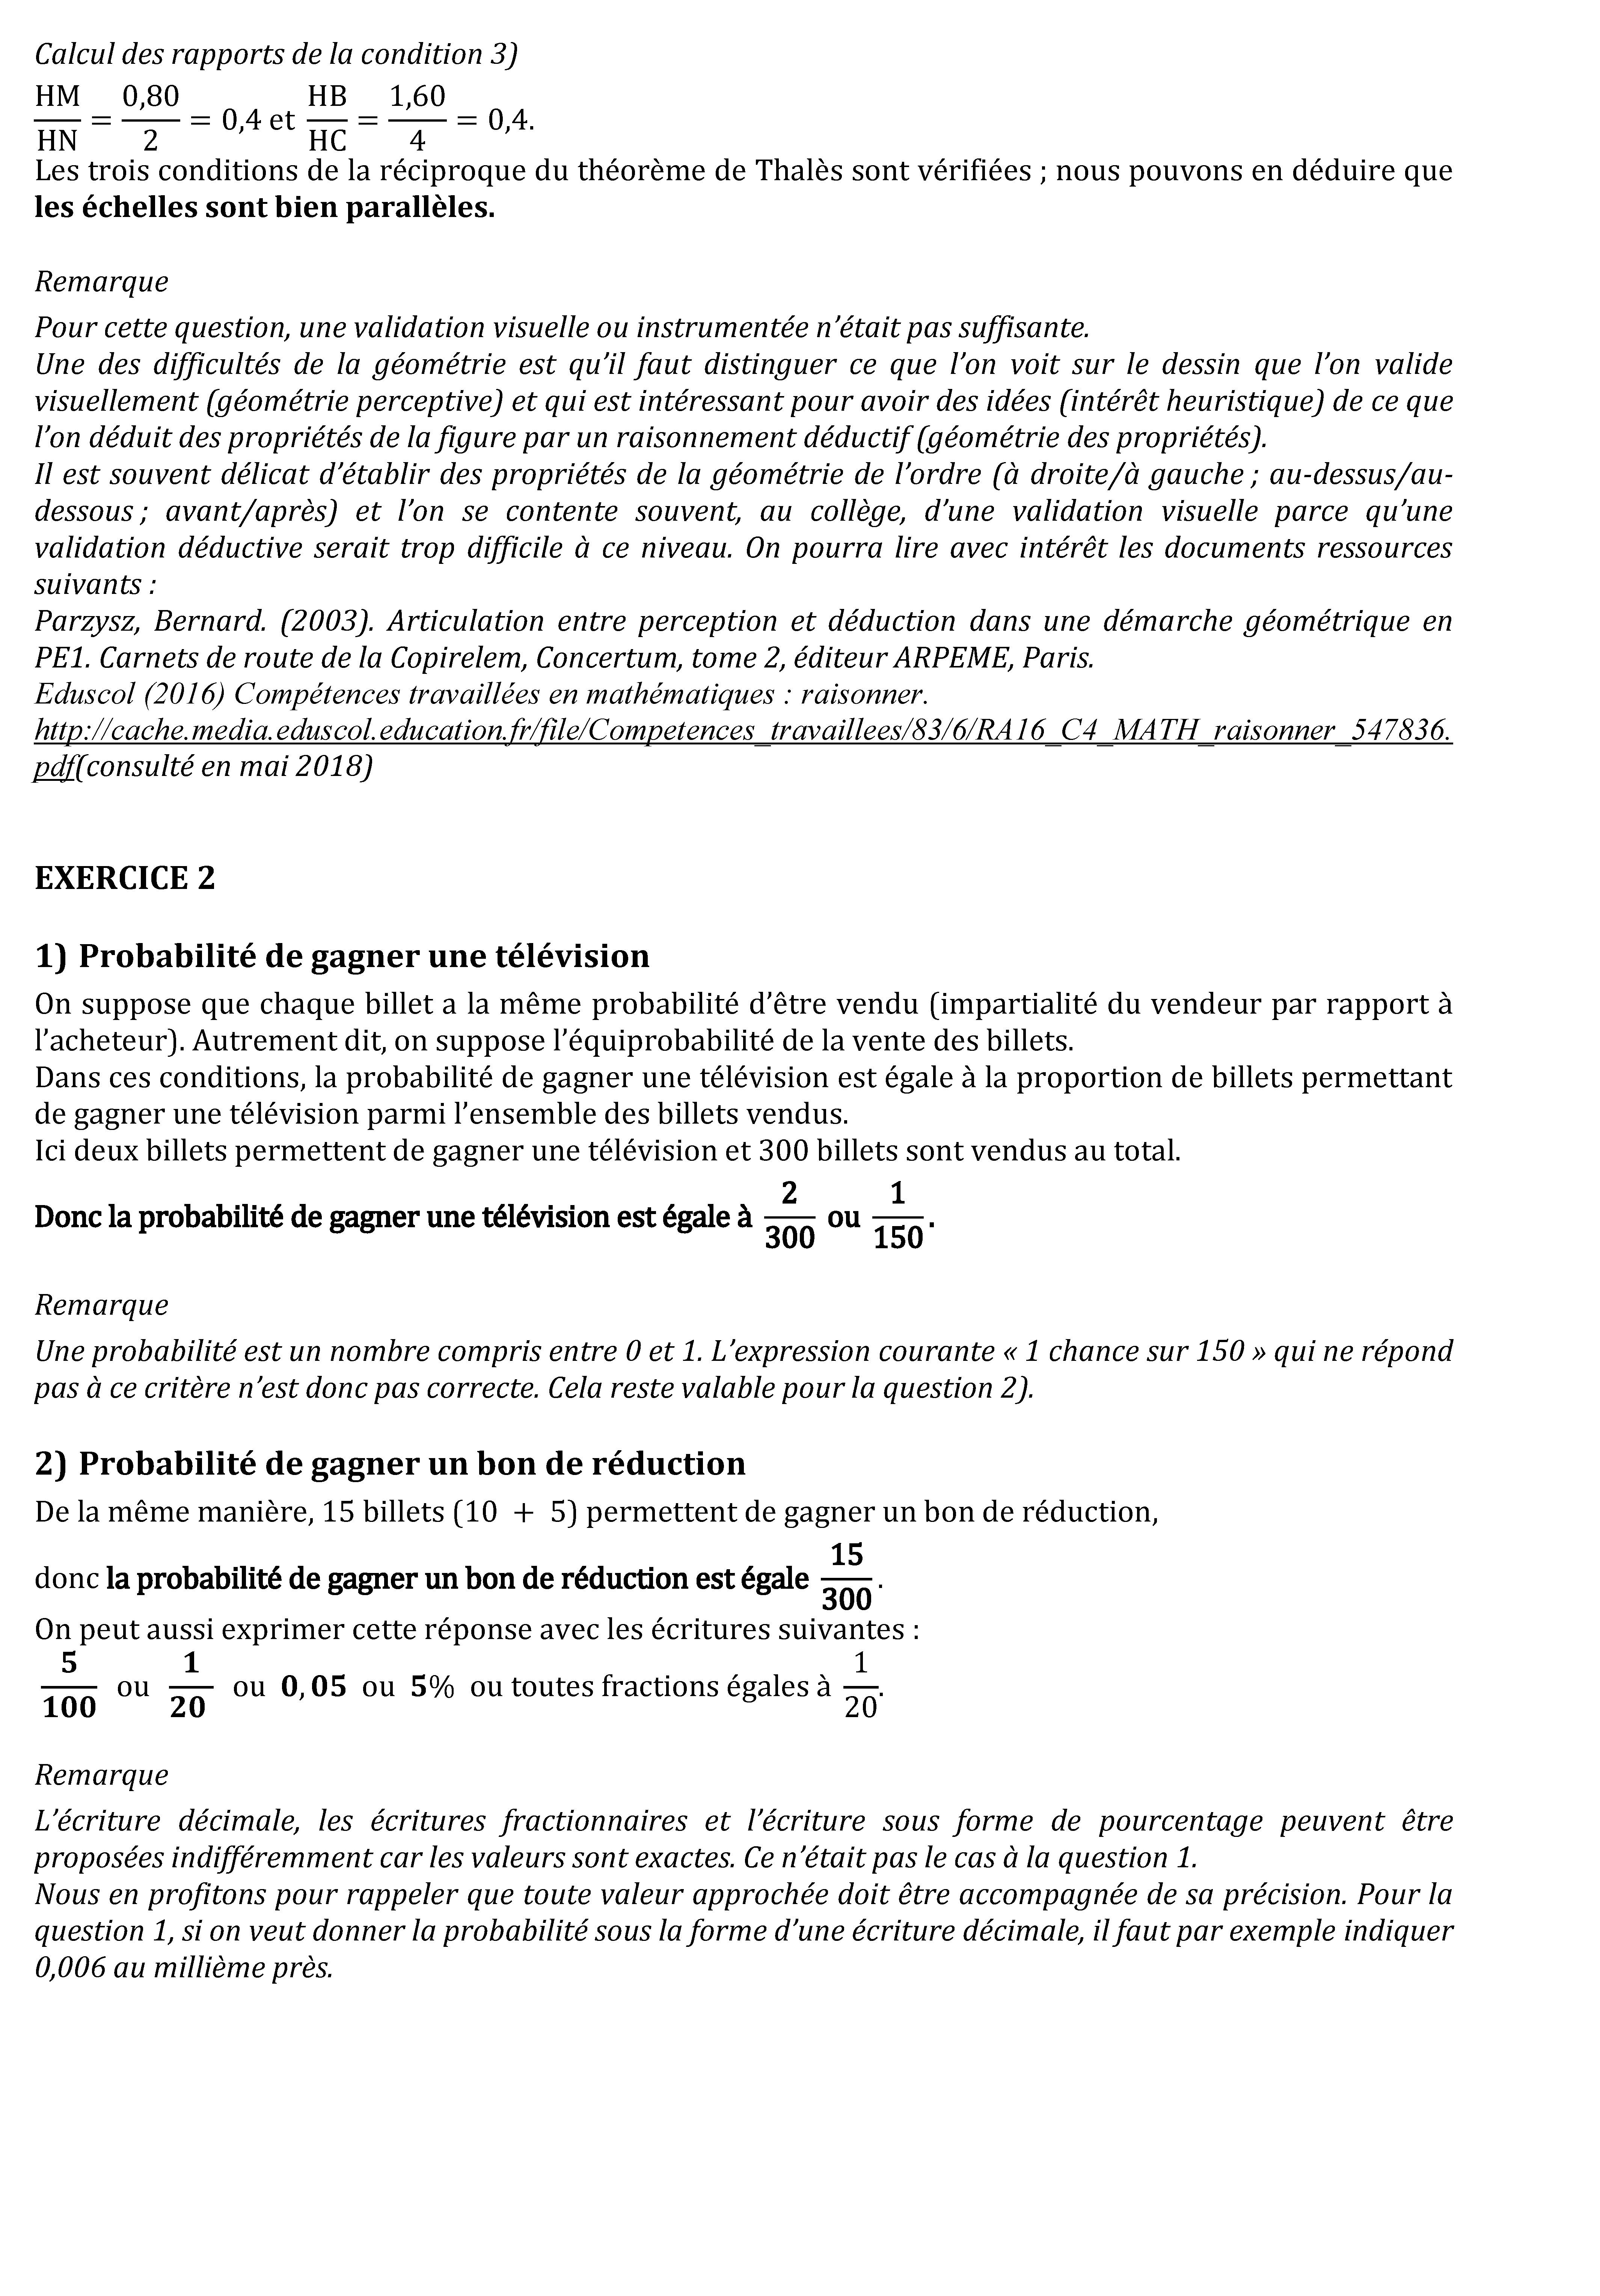 Calcul des rapports de la condition 3)
HM/HN = 0,80/2 = 0,4 et HB/HC = 1,60/4 = 0,4.
Les trois conditions de la réciproque du théorème de Thalès sont vérifiées ; nous pouvons en déduire que
les échelles sont bien parallèles.
Remarque
Pour cette question, une validation visuelle ou instrumentée n’était pas suffisante.
Une des difficultés de la géométrie est qu’il faut distinguer ce que l’on voit sur le dessin que l’on valide
visuellement (géométrie perceptive) et qui est intéressant pour avoir des idées (intérêt heuristique) de ce que
l’on déduit des propriétés de la figure par un raisonnement déductif (géométrie des propriétés).
Il est souvent délicat d’établir des propriétés de la géométrie de l’ordre (à droite/à gauche ; au-dessus/au-
dessous ; avant/après) et l’on se contente souvent, au collège, d’une validation visuelle parce qu’une
validation déductive serait trop difficile à ce niveau. On pourra lire avec intérêt les documents ressources
suivants :
Parzysz, Bernard. (2003). Articulation entre perception et déduction dans une démarche géométrique en
PE1. Carnets de route de la Copirelem, Concertum, tome 2, éditeur ARPEME, Paris.
Eduscol (2016) Compétences travaillées en mathématiques : raisonner.
http://cache.media.eduscol.education.fr/file/Competences_travaillees/83/6/RA16_C4_MATH_raisonner_547836.
pdf(consulté en mai 2018)
EXERCICE 2
1) Probabilité de gagner une télévision
On suppose que chaque billet a la même probabilité d’être vendu (impartialité du vendeur par rapport à
l’acheteur). Autrement dit, on suppose l’équiprobabilité de la vente des billets.
Dans ces conditions, la probabilité de gagner une télévision est égale à la proportion de billets permettant
de gagner une télévision parmi l’ensemble des billets vendus.
Ici deux billets permettent de gagner une télévision et 300 billets sont vendus au total.
Donc la probabilité de gagner une télévision est égale à 2/300 ou 1/150.
Remarque
Une probabilité est un nombre compris entre 0 et 1. L’expression courante « 1 chance sur 150 » qui ne répond
pas à ce critère n’est donc pas correcte. Cela reste valable pour la question 2).
2) Probabilité de gagner un bon de réduction
De la même manière, 15 billets (10 + 5) permettent de gagner un bon de réduction,
donc la probabilité de gagner un bon de réduction est égale 15/300.
On peut aussi exprimer cette réponse avec les écritures suivantes :
5/100 ou 1/20 ou 0,05 ou 5% ou toutes fractions égales à 1/20.
Remarque
L’écriture décimale, les écritures fractionnaires et l’écriture sous forme de pourcentage peuvent être
proposées indifféremment car les valeurs sont exactes. Ce n’était pas le cas à la question 1.
Nous en profitons pour rappeler que toute valeur approchée doit être accompagnée de sa précision. Pour la
question 1, si on veut donner la probabilité sous la forme d’une écriture décimale, il faut par exemple indiquer
0,006 au millième près.